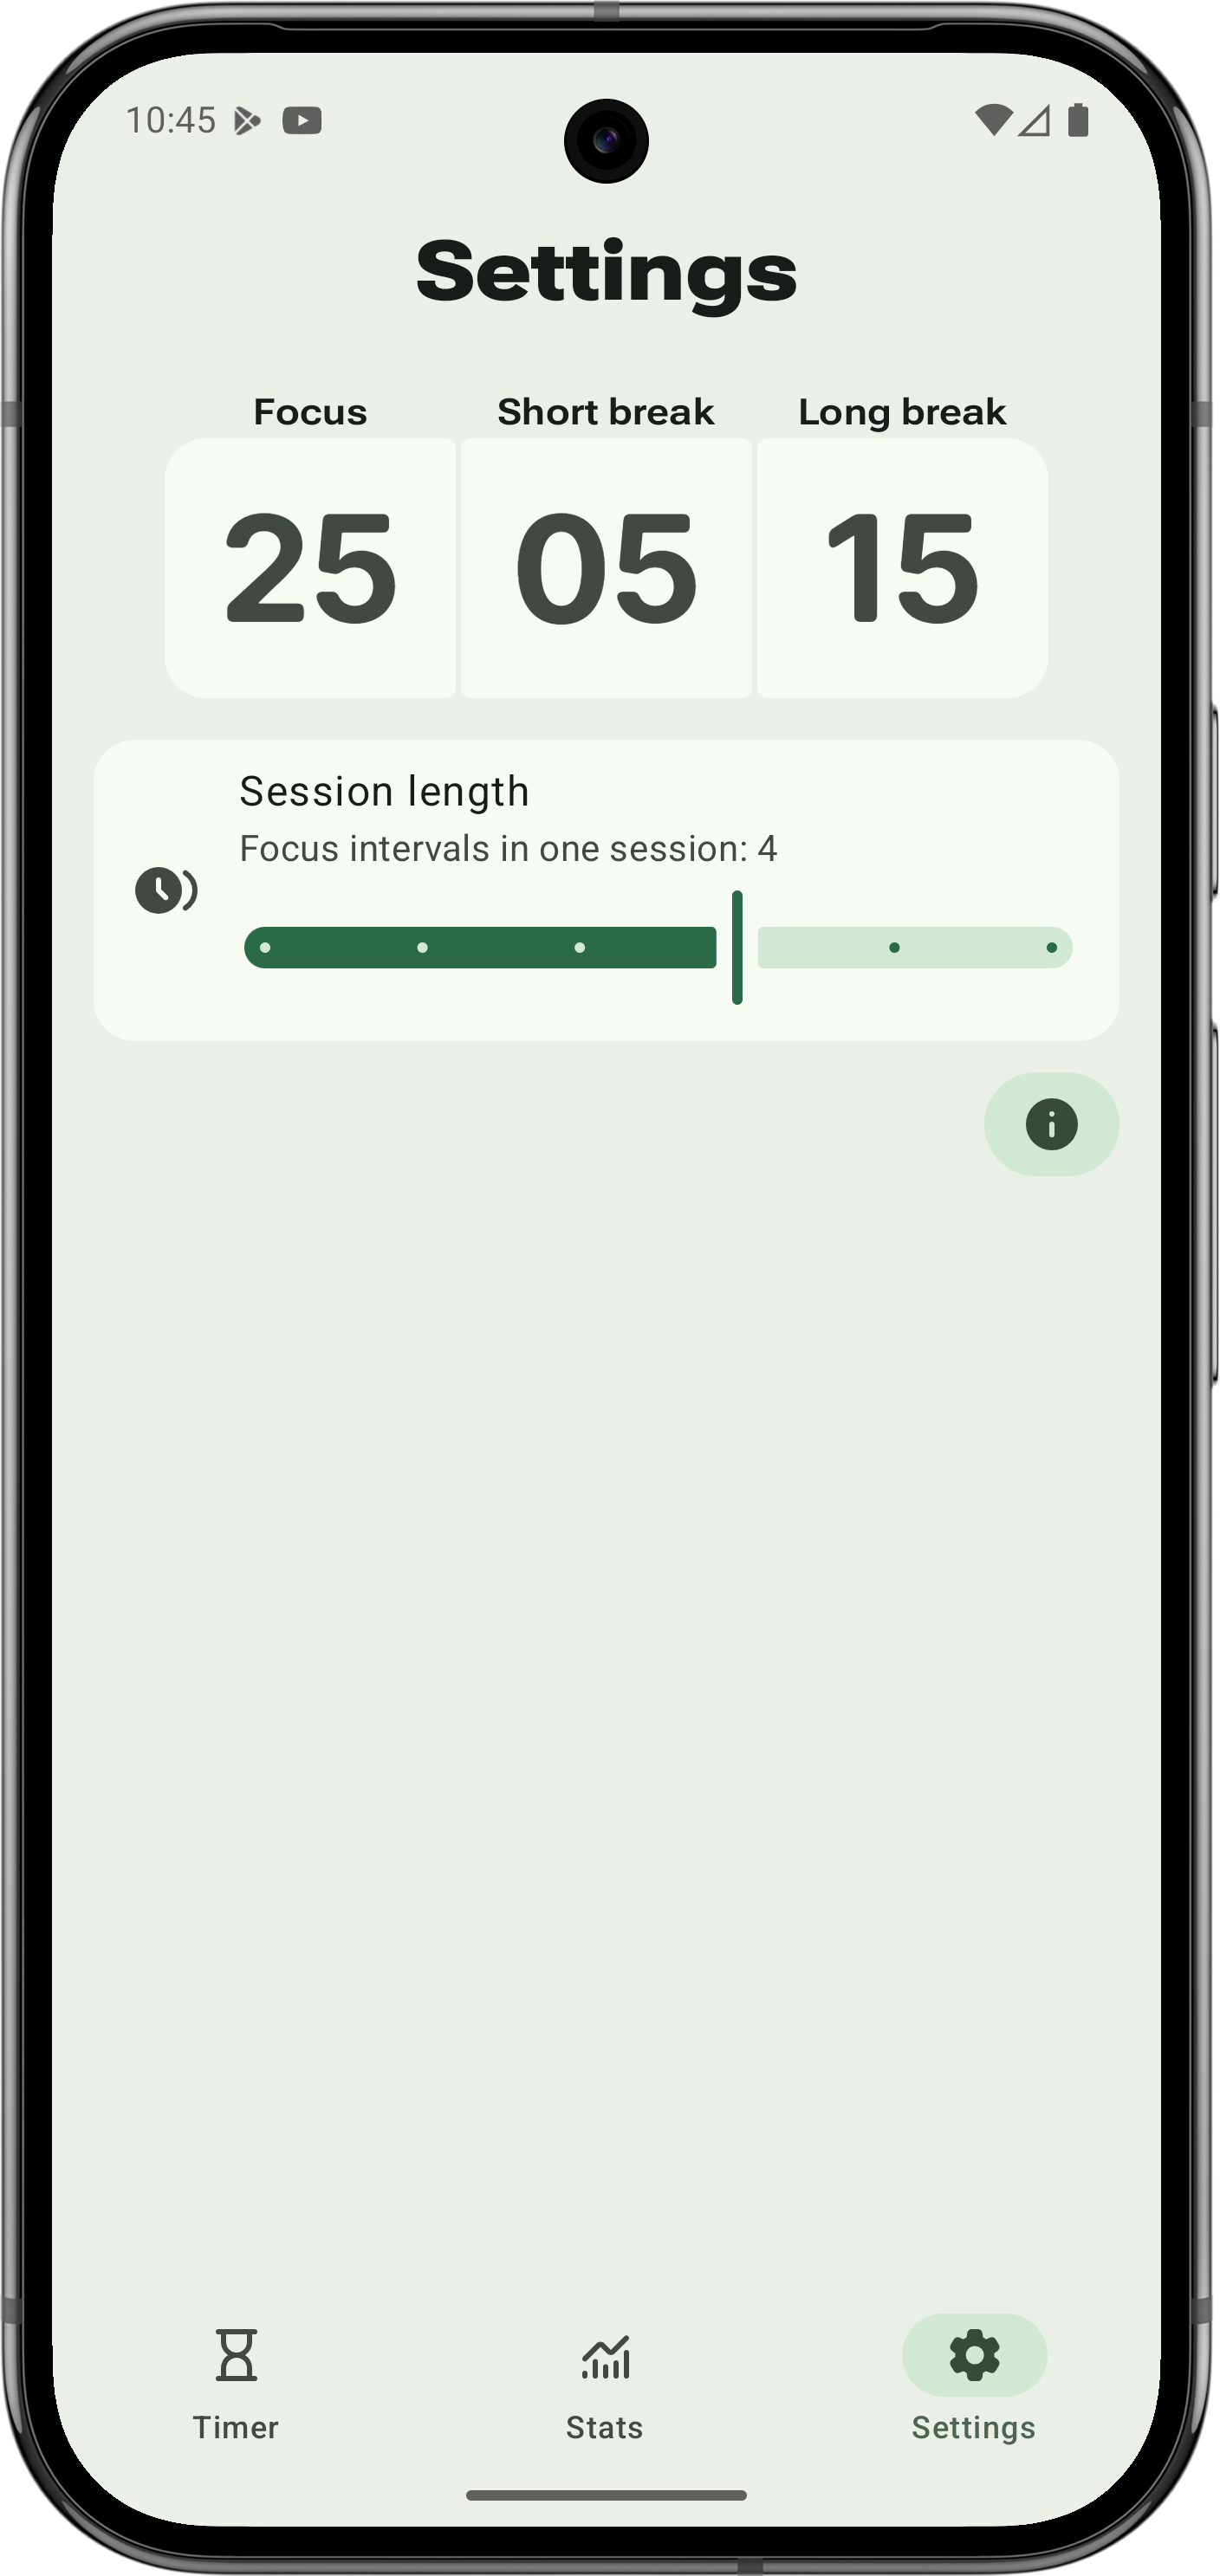 10:45
Settings
Focus Short break Long break
25 05 15
Session length
Focus intervals in one session: 4
Timer Stats Settings